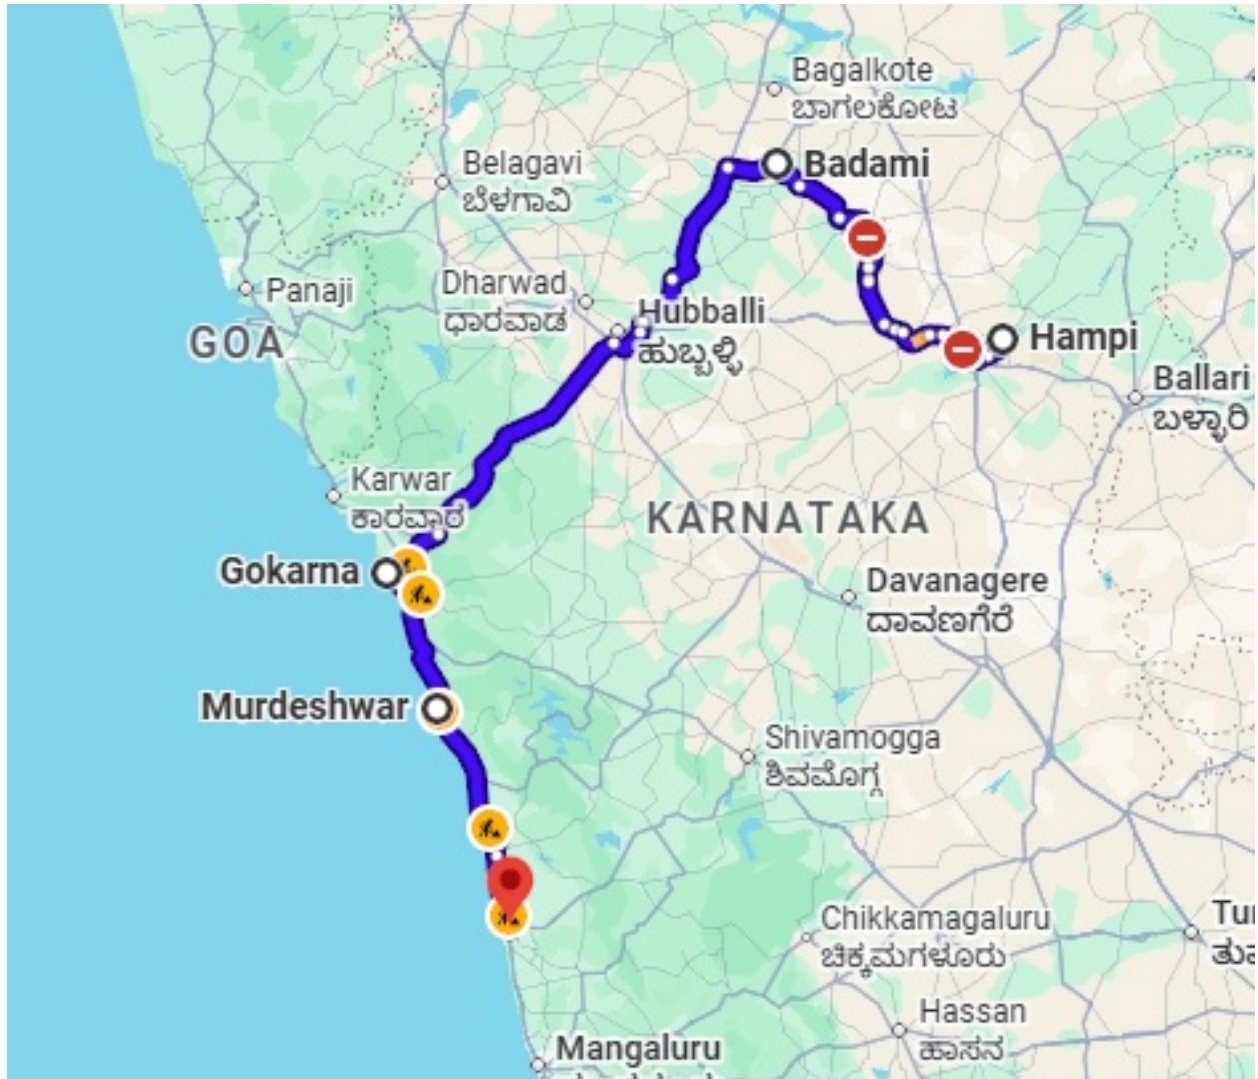 Bagalkote
ಬಾಗಲಕೋಟ
Badami
Belagavi
ಬೆಳಗಾವಿ
Panaji
GOA
Dharwad
ಧಾರವಾಡ
Hubballi
ಹುಬ್ಬಳ್ಳಿ
Hampi
Ballari
ಬಳ್ಳಾರಿ
Karwar
ಕಾರವಾರ
KARNATAKA
Gokarna
Davanagere
ದಾವಣಗೆರೆ
Murdeshwar
Shivamogga
ಶಿವಮೊಗ್ಗ
Chikkamagaluru
ಚಿಕ್ಕಮಗಳೂರು
Hassan
ಹಾಸನ
Mangaluru